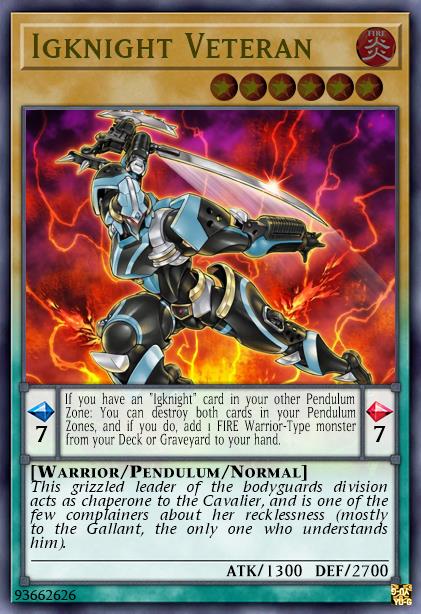 Igknight Veteran
FIRE
炎
If you have an "Igknight" card in your other Pendulum
Zone: You can destroy both cards in your Pendulum
Zones, and if you do, add 1 FIRE Warrior-Type monster
from your Deck or Graveyard to your hand.
7
7
[Warrior/Pendulum/Normal]
This grizzled leader of the bodyguards division
acts as chaperone to the Cavalier, and is one of the
few complainers about her recklessness (mostly
to the Gallant, the only one who understands
him).
ATK/1300 DEF/2700
93662626